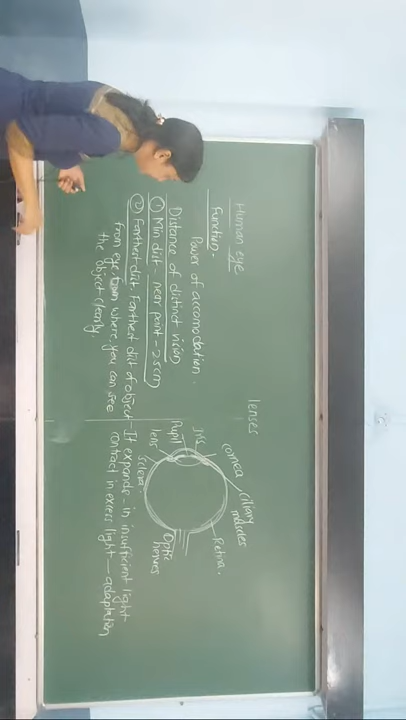 Human eye
Function.
Power of accomodation.
Distance of distinct vision
① Min dist - near point - 25cm
② Farthest dist. Farthest dist of object
from eye, where you can see
the object clearly.
lenses
cornea
ciliary
muscles
Iris
Retina.
Pupil
lens
sclera.
Optic
nerves
It expands - in insufficient light
contract in excess light - adaptation